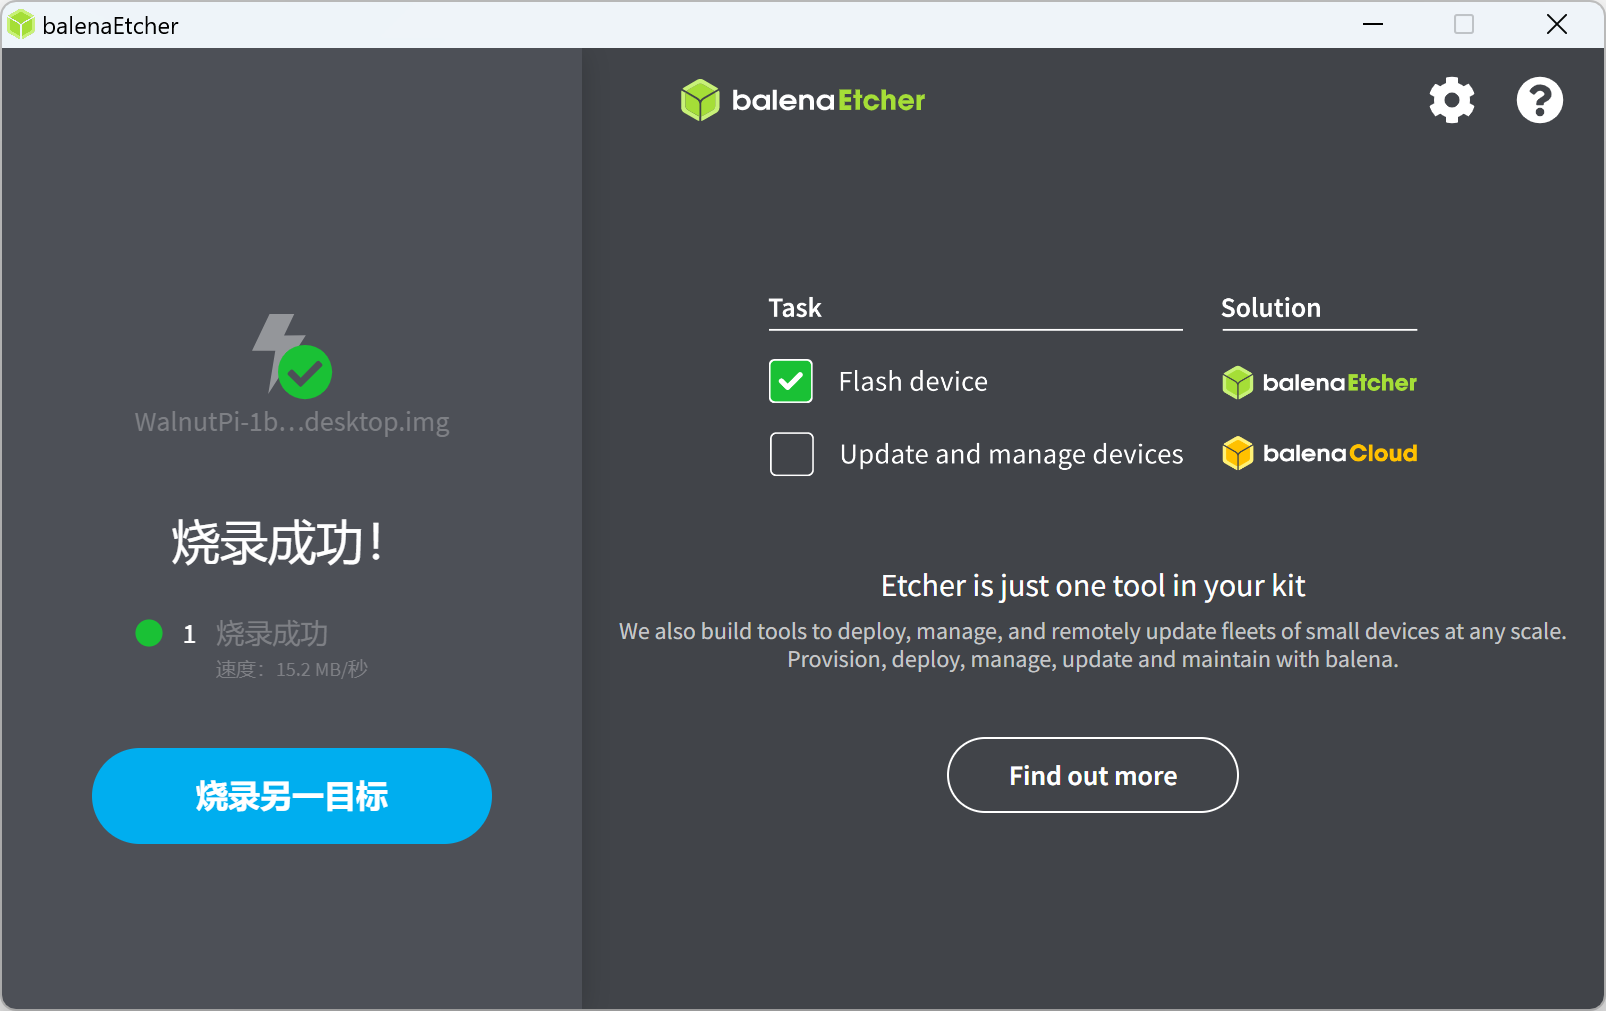 balenaEtcher
WalnutPi-1b...desktop.img
烧录成功！
1 烧录成功
速度：15.2 MB/秒
烧录另一目标
balenaEtcher
Task Solution
Flash device balenaEtcher
Update and manage devices balenaCloud
Etcher is just one tool in your kit
We also build tools to deploy, manage, and remotely update fleets of small devices at any scale.
Provision, deploy, manage, update and maintain with balena.
Find out more